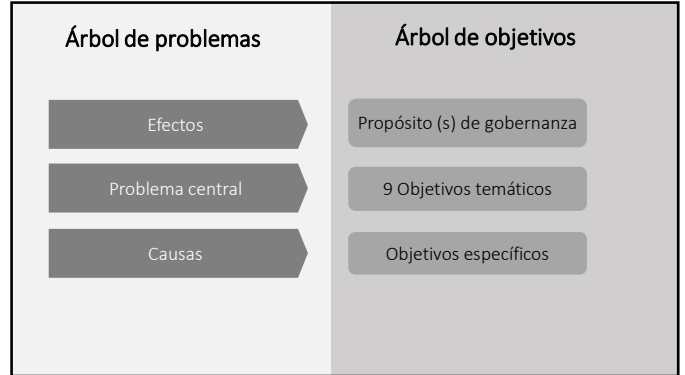 Árbol de problemas
Árbol de objetivos
Efectos
Propósito (s) de gobernanza
Problema central
9 Objetivos temáticos
Causas
Objetivos específicos